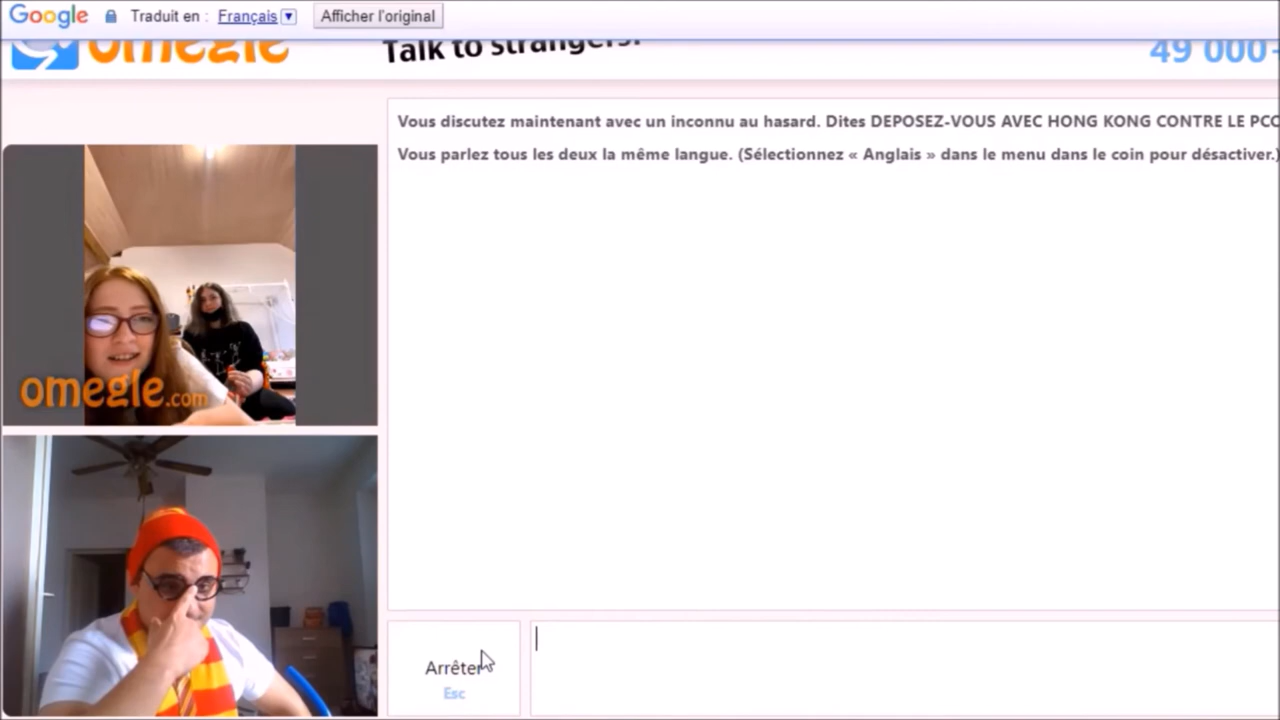 Google Traduit en : Français ▼ Afficher l'original
omegle Talk to strangers! 49 000+
Vous discutez maintenant avec un inconnu au hasard. Dites DEPOSEZ-VOUS AVEC HONG KONG CONTRE LE PCC
Vous parlez tous les deux la même langue. (Sélectionnez « Anglais » dans le menu dans le coin pour désactiver.)
omegle.com
Arrêter
Esc